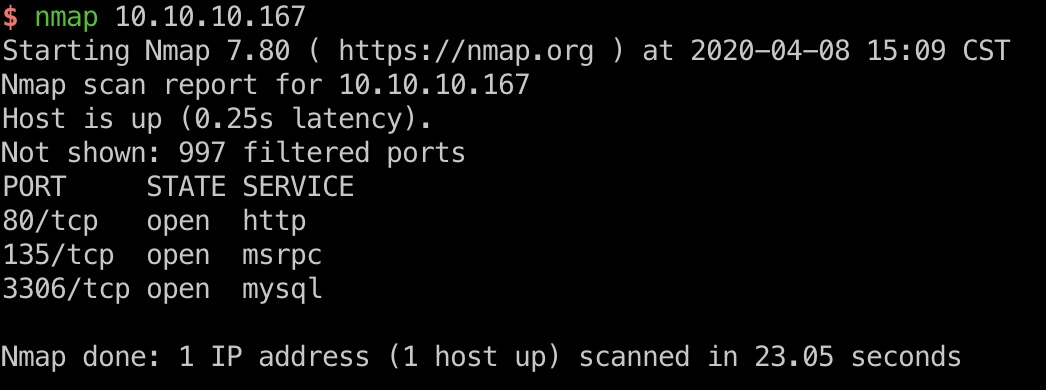 $ nmap 10.10.10.167
Starting Nmap 7.80 ( https://nmap.org ) at 2020-04-08 15:09 CST
Nmap scan report for 10.10.10.167
Host is up (0.25s latency).
Not shown: 997 filtered ports
PORT     STATE SERVICE
80/tcp   open  http
135/tcp  open  msrpc
3306/tcp open  mysql
Nmap done: 1 IP address (1 host up) scanned in 23.05 seconds